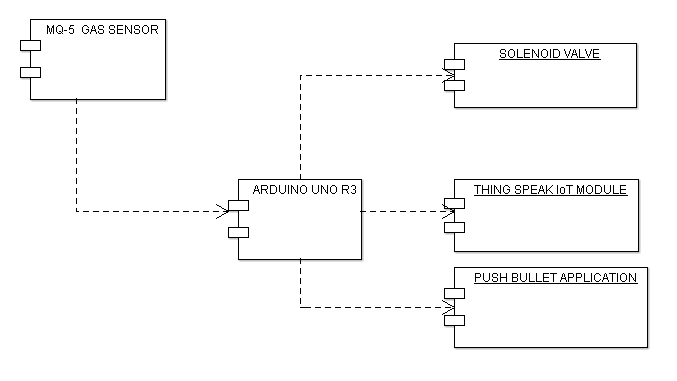 MQ-5 GAS SENSOR
SOLENOID VALVE
ARDUINO UNO R3
THING SPEAK IoT MODULE
PUSH BULLET APPLICATION